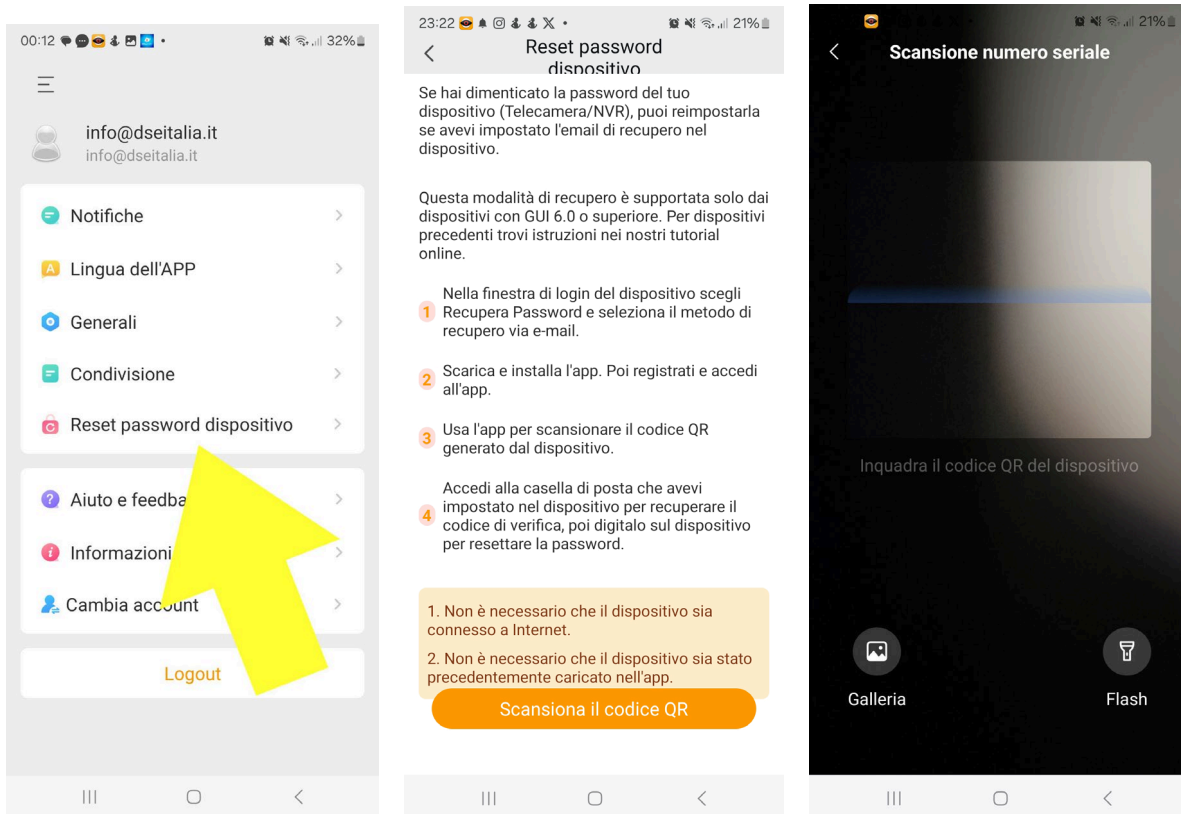 00:12
32%
info@dseitalia.it
info@dseitalia.it
Notifiche
Lingua dell'APP
Generali
Condivisione
Reset password dispositivo
Aiuto e
Informazioni
Cambia account
Logout
23:22
21%
Reset password
dispositivo
Se hai dimenticato la password del tuo
dispositivo (Telecamera/NVR), puoi reimpostarla
se avevi impostato l'email di recupero nel
dispositivo.
Questa modalità di recupero è supportata solo dai
dispositivi con GUI 6.0 o superiore. Per dispositivi
precedenti trovi istruzioni nei nostri tutorial
online.
Nella finestra di login del dispositivo scegli
1 Recupera Password e seleziona il metodo di
recupero via e-mail.
Scarica e installa l'app. Poi registrati e accedi
2 all'app.
Usa l'app per scansionare il codice QR
3 generato dal dispositivo.
Accedi alla casella di posta che avevi
impostato nel dispositivo per recuperare il
4 codice di verifica, poi digitalo sul dispositivo
per resettare la password.
1. Non è necessario che il dispositivo sia
connesso a Internet.
2. Non è necessario che il dispositivo sia stato
precedentemente caricato nell'app.
Scansiona il codice QR
21%
Scansione numero seriale
Inquadra il codice QR del dispositivo
Galleria
Flash